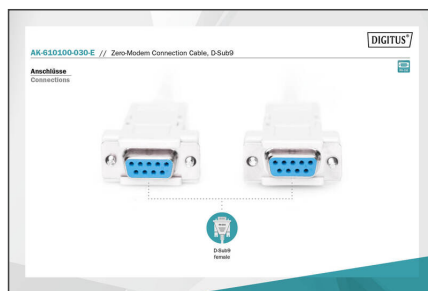 DIGITUS®
AK-610100-030-E // Zero-Modem Connection Cable, D-Sub9
Anschlüsse
Connections
D-Sub9
female